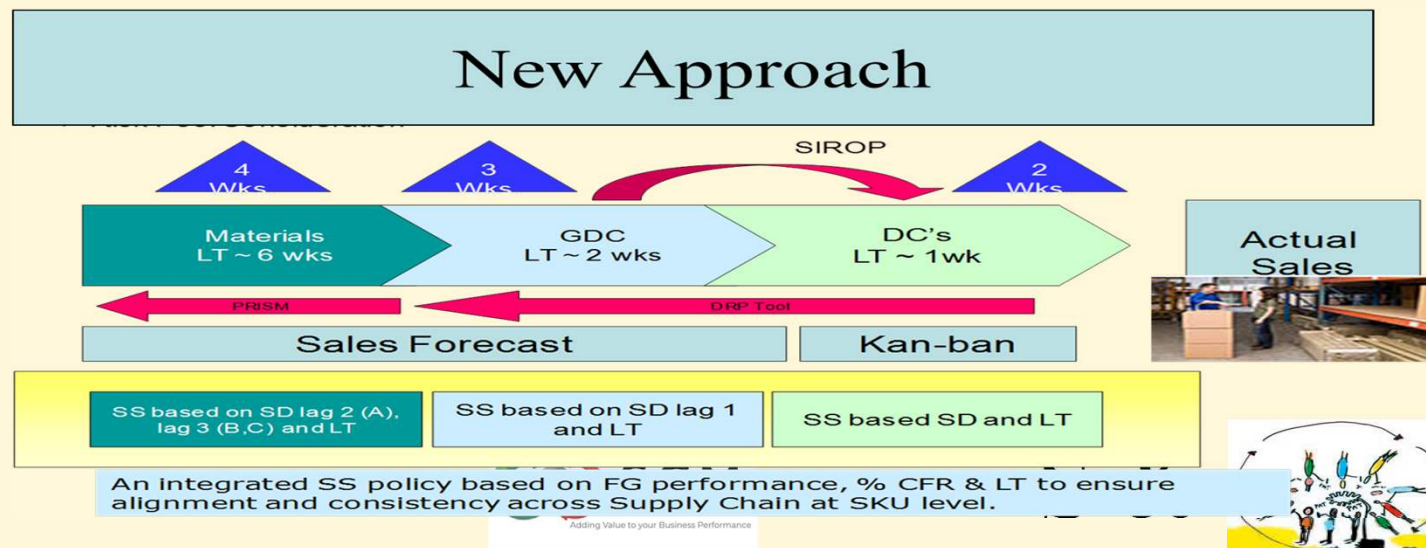 New Approach
SIROP
4
Wks
3
Wks
2
Wks
Materials
LT ~ 6 wks
GDC
LT ~ 2 wks
DC's
LT ~ 1wk
Actual
Sales
PRISM
DRP Tool
Sales Forecast
Kan-ban
SS based on SD lag 2 (A),
lag 3 (B,C) and LT
SS based on SD lag 1
and LT
SS based SD and LT
An integrated SS policy based on FG performance, % CFR & LT to ensure
alignment and consistency across Supply Chain at SKU level.
Adding Value to your Business Performance